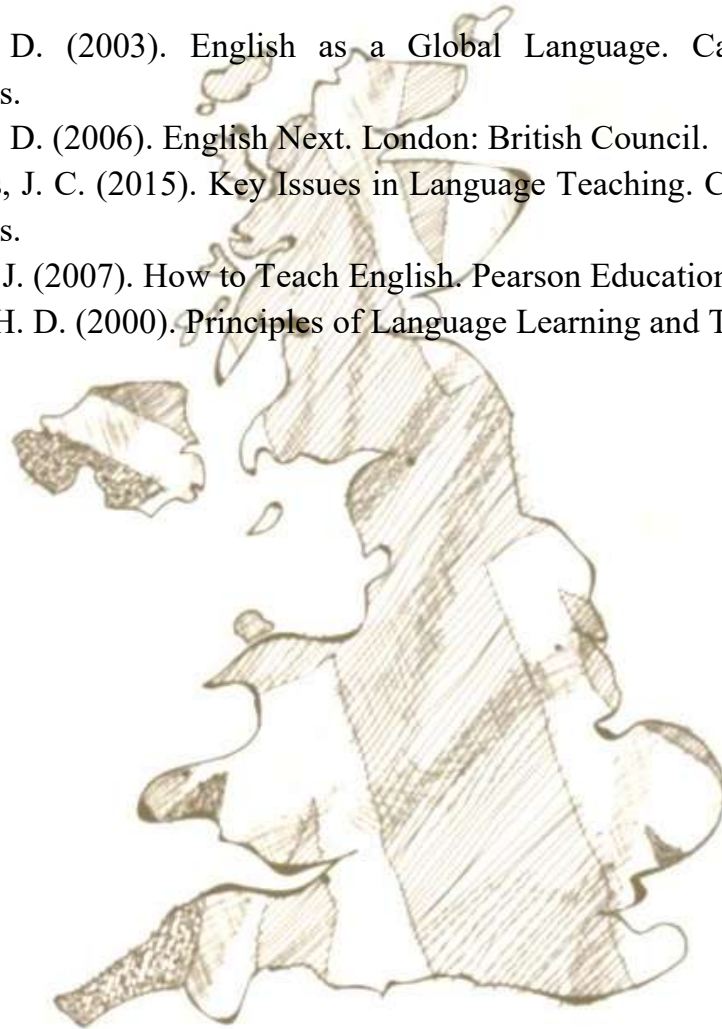 D. (2003). English as a Global Language. Ca
s.
D. (2006). English Next. London: British Council.
s, J. C. (2015). Key Issues in Language Teaching. C
s.
J. (2007). How to Teach English. Pearson Education
H. D. (2000). Principles of Language Learning and T